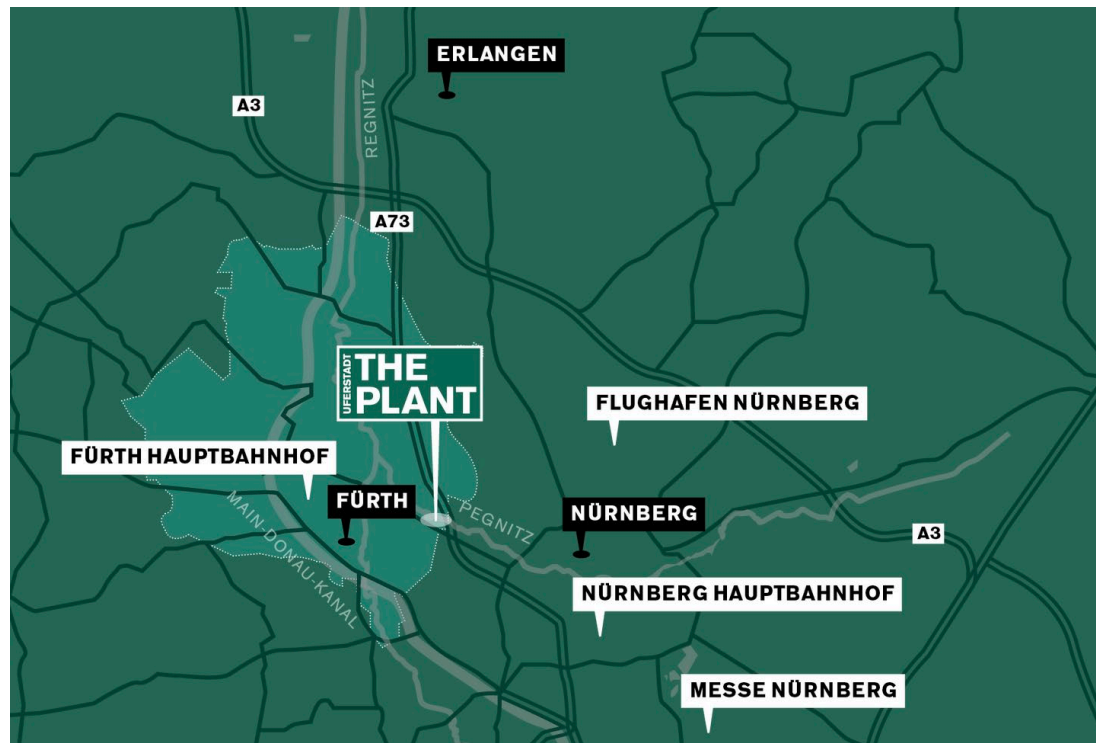 ERLANGEN
A3
REGNITZ
A73
UFERSTADT
THE
PLANT
FLUGHAFEN NÜRNBERG
FÜRTH HAUPTBAHNHOF
FÜRTH
MAIN-DONAU-KANAL
PEGNITZ
NÜRNBERG
A3
NÜRNBERG HAUPTBAHNHOF
MESSE NÜRNBERG